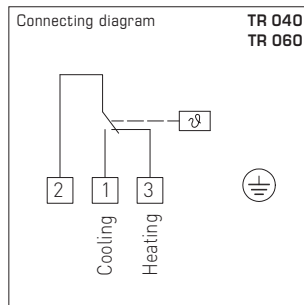 Connecting diagram TR 040
TR 060
ϑ
2 1 3
Cooling
Heating